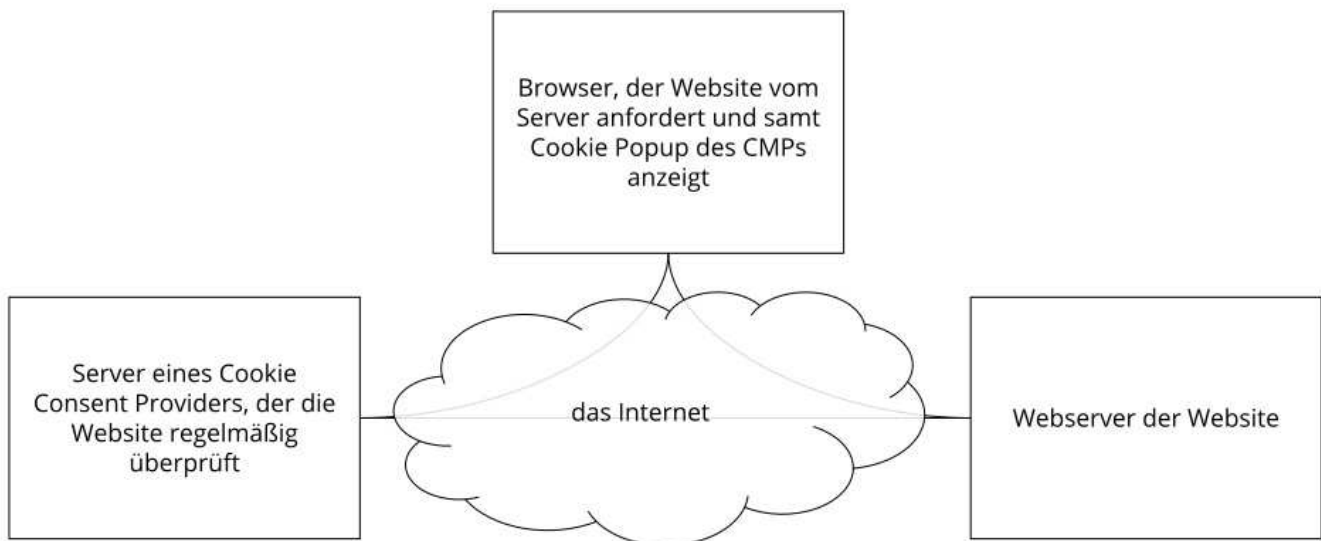 Browser, der Website vom
Server anfordert und samt
Cookie Popup des CMPs
anzeigt
Server eines Cookie
Consent Providers, der die
Website regelmäßig
überprüft
das Internet
Webserver der Website